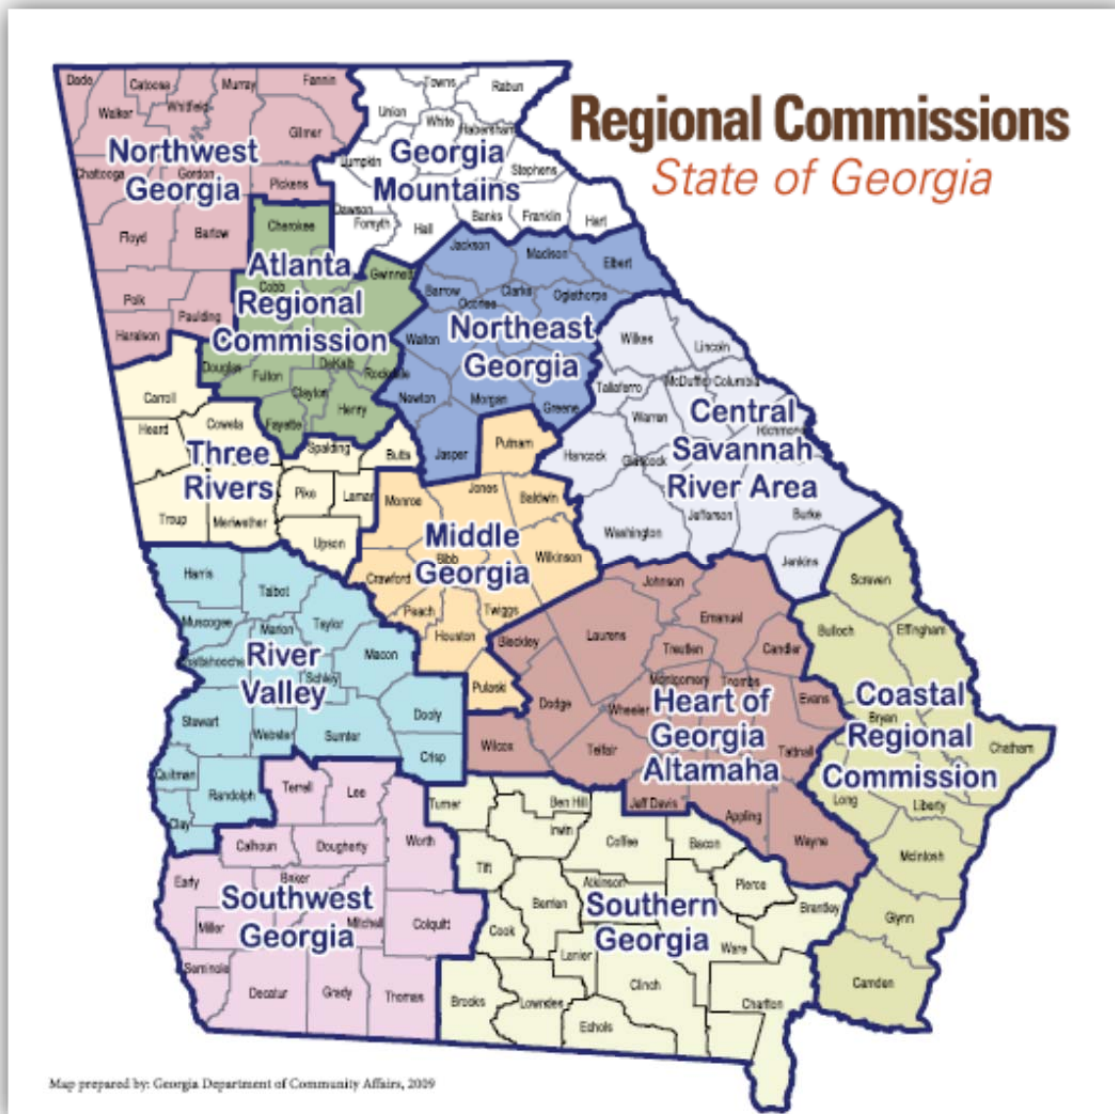 Regional Commissions
State of Georgia
Dade
Catoosa
Murray
Fannin
Walker
Whitfield
Gilmer
Northwest
Georgia
Chattooga
Gordon
Pickens
Floyd
Bartow
Polk
Paulding
Haralson
Towns
Rabun
Union
White
Habersham
Lumpkin
Georgia
Mountains
Stephens
Dawson
Forsyth
Hall
Banks
Franklin
Hart
Cherokee
Atlanta
Regional
Commission
Cobb
Gwinnett
Douglas
Fulton
DeKalb
Rockdale
Clayton
Henry
Fayette
Jackson
Madison
Elbert
Barrow
Clarke
Oconee
Oglethorpe
Walton
Northeast
Georgia
Newton
Morgan
Greene
Jasper
Wilkes
Lincoln
Taliaferro
McDuffie
Columbia
Warren
Central
Savannah
River Area
Richmond
Hancock
Glascock
Jefferson
Burke
Washington
Jenkins
Carroll
Heard
Coweta
Three
Rivers
Spalding
Butts
Pike
Lamar
Troup
Meriwether
Upson
Putnam
Jones
Baldwin
Monroe
Middle
Georgia
Bibb
Wilkinson
Crawford
Peach
Twiggs
Houston
Pulaski
Harris
Talbot
Muscogee
Marion
Taylor
River
Valley
Macon
Schley
Stewart
Webster
Sumter
Dooly
Crisp
Quitman
Randolph
Clay
Johnson
Emanuel
Bleckley
Laurens
Treutlen
Candler
Montgomery
Toombs
Evans
Dodge
Wheeler
Heart of
Georgia
Altamaha
Wilcox
Telfair
Tattnall
Jeff Davis
Appling
Wayne
Screven
Bulloch
Effingham
Coastal
Regional
Commission
Bryan
Chatham
Long
Liberty
McIntosh
Glynn
Camden
Terrell
Lee
Worth
Calhoun
Dougherty
Early
Baker
Southwest
Georgia
Miller
Mitchell
Colquitt
Seminole
Decatur
Grady
Thomas
Turner
Ben Hill
Irwin
Coffee
Bacon
Tift
Atkinson
Pierce
Berrien
Southern
Georgia
Brantley
Cook
Lanier
Ware
Clinch
Brooks
Lowndes
Charlton
Echols
Map prepared by: Georgia Department of Community Affairs, 2009